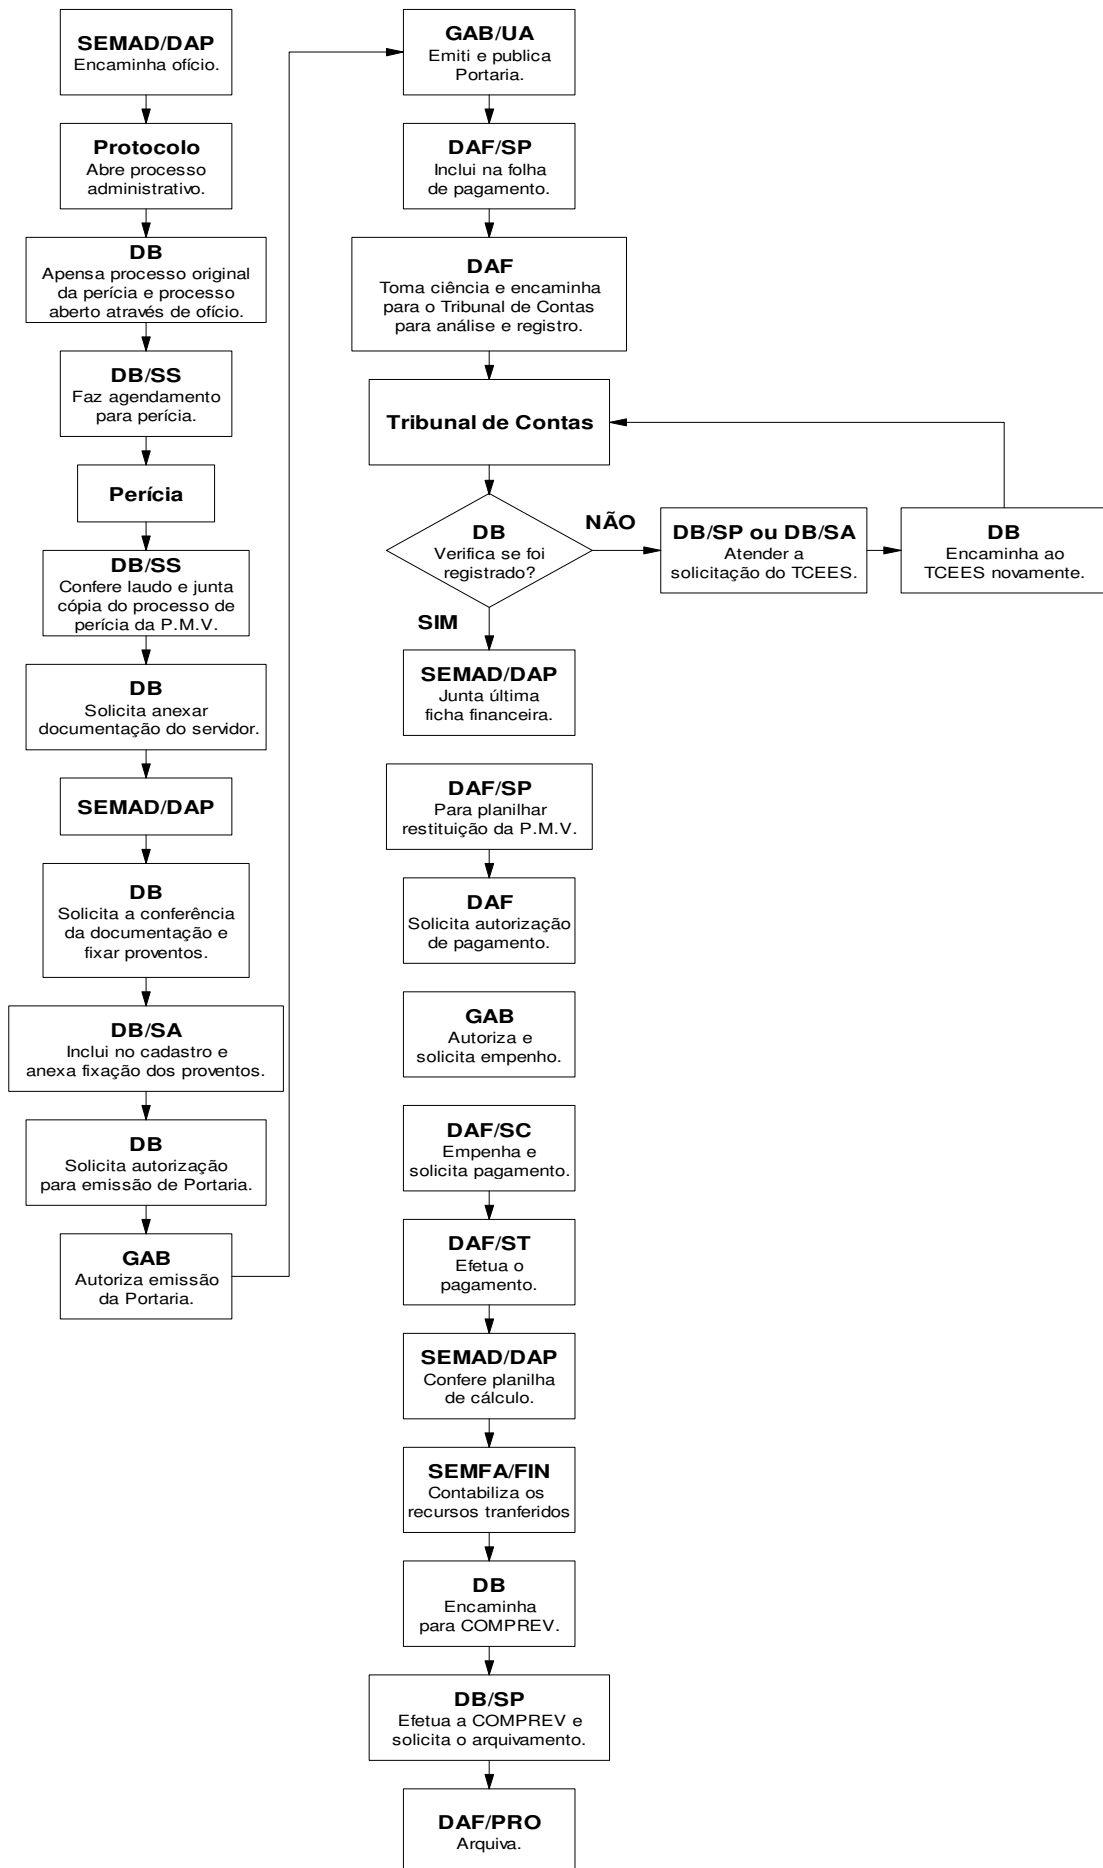 SEMAD/DAP
Encaminha ofício.
Protocolo
Abre processo
administrativo.
DB
Apensa processo original
da perícia e processo
aberto através de ofício.
DB/SS
Faz agendamento
para perícia.
Perícia
DB/SS
Confere laudo e junta
cópia do processo de
perícia da P.M.V.
DB
Solicita anexar
documentação do servidor.
SEMAD/DAP
DB
Solicita a conferência
da documentação e
fixar proventos.
DB/SA
Inclui no cadastro e
anexa fixação dos proventos.
DB
Solicita autorização
para emissão de Portaria.
GAB
Autoriza emissão
da Portaria.
GAB/UA
Emiti e publica
Portaria.
DAF/SP
Inclui na folha
de pagamento.
DAF
Toma ciência e encaminha
para o Tribunal de Contas
para análise e registro.
Tribunal de Contas
DB
Verifica se foi
registrado?
NÃO
DB/SP ou DB/SA
Atender a
solicitação do TCEES.
DB
Encaminha ao
TCEES novamente.
SIM
SEMAD/DAP
Junta última
ficha financeira.
DAF/SP
Para planilhar
restituição da P.M.V.
DAF
Solicita autorização
de pagamento.
GAB
Autoriza e
solicita empenho.
DAF/SC
Empenha e
solicita pagamento.
DAF/ST
Efetua o
pagamento.
SEMAD/DAP
Confere planilha
de cálculo.
SEMFA/FIN
Contabiliza os
recursos tranferidos
DB
Encaminha
para COMPREV.
DB/SP
Efetua a COMPREV e
solicita o arquivamento.
DAF/PRO
Arquiva.